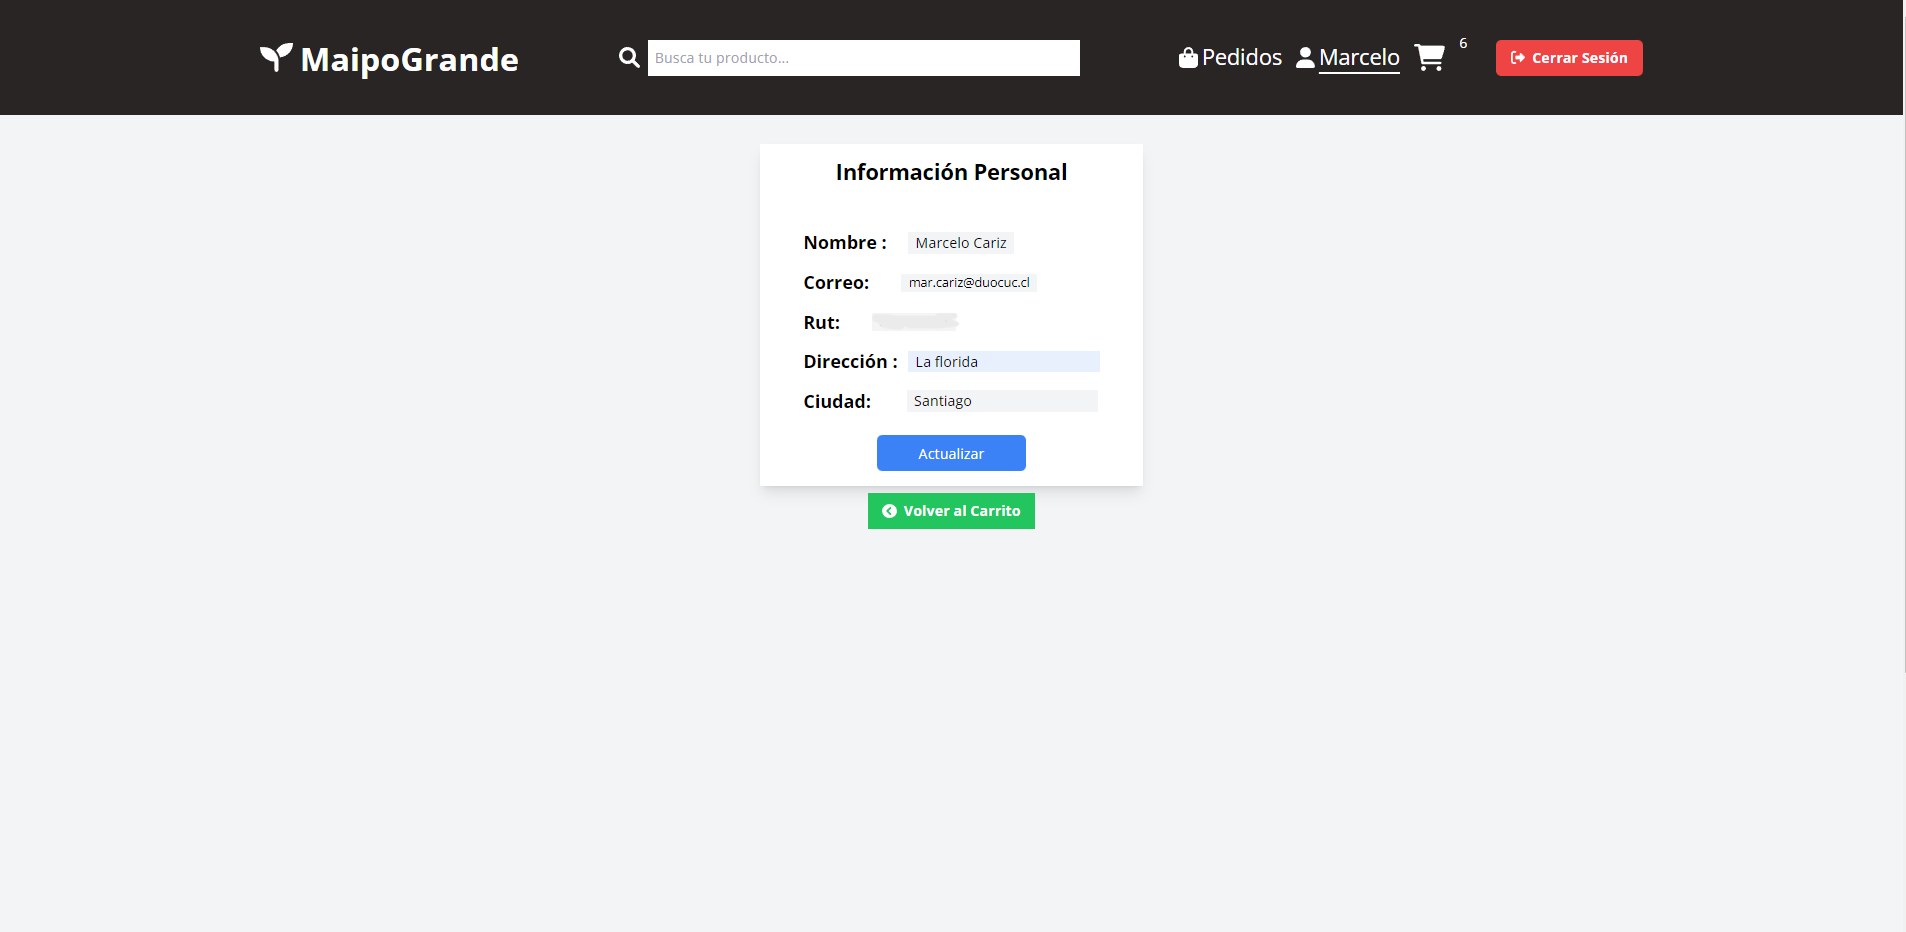 MaipoGrande
Busca tu producto...
Pedidos
Marcelo
6
Cerrar Sesión
Información Personal
Nombre : Marcelo Cariz
Correo: mar.cariz@duocuc.cl
Rut:
Dirección : La florida
Ciudad: Santiago
Actualizar
Volver al Carrito